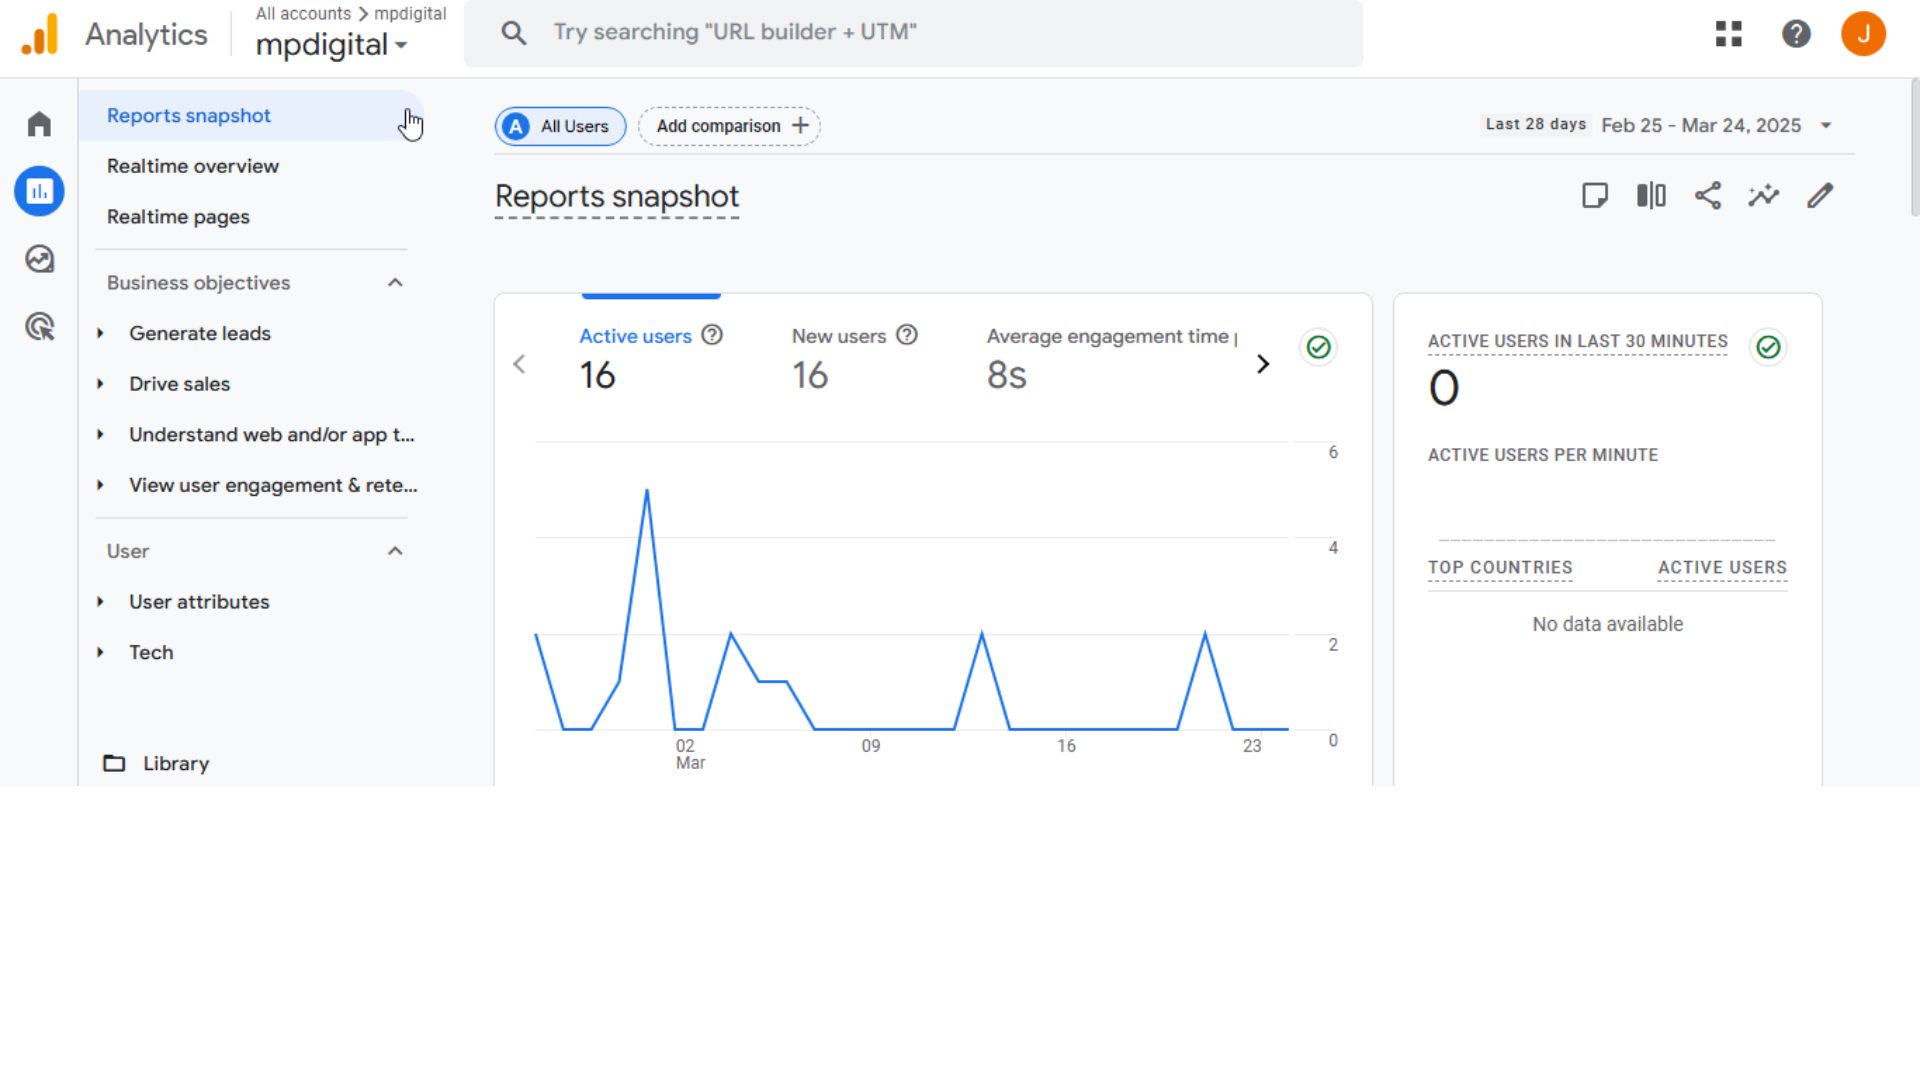 Analytics
All accounts > mpdigital
mpdigital
Try searching "URL builder + UTM"
J
Reports snapshot
Realtime overview
Realtime pages
Business objectives
Generate leads
Drive sales
Understand web and/or app t...
View user engagement & rete...
User
User attributes
Tech
Library
A All Users
Add comparison +
Last 28 days Feb 25 - Mar 24, 2025
Reports snapshot
Active users
16
New users
16
Average engagement time
8s
6
4
2
0
02
Mar
09
16
23
ACTIVE USERS IN LAST 30 MINUTES
0
ACTIVE USERS PER MINUTE
TOP COUNTRIES ACTIVE USERS
No data available